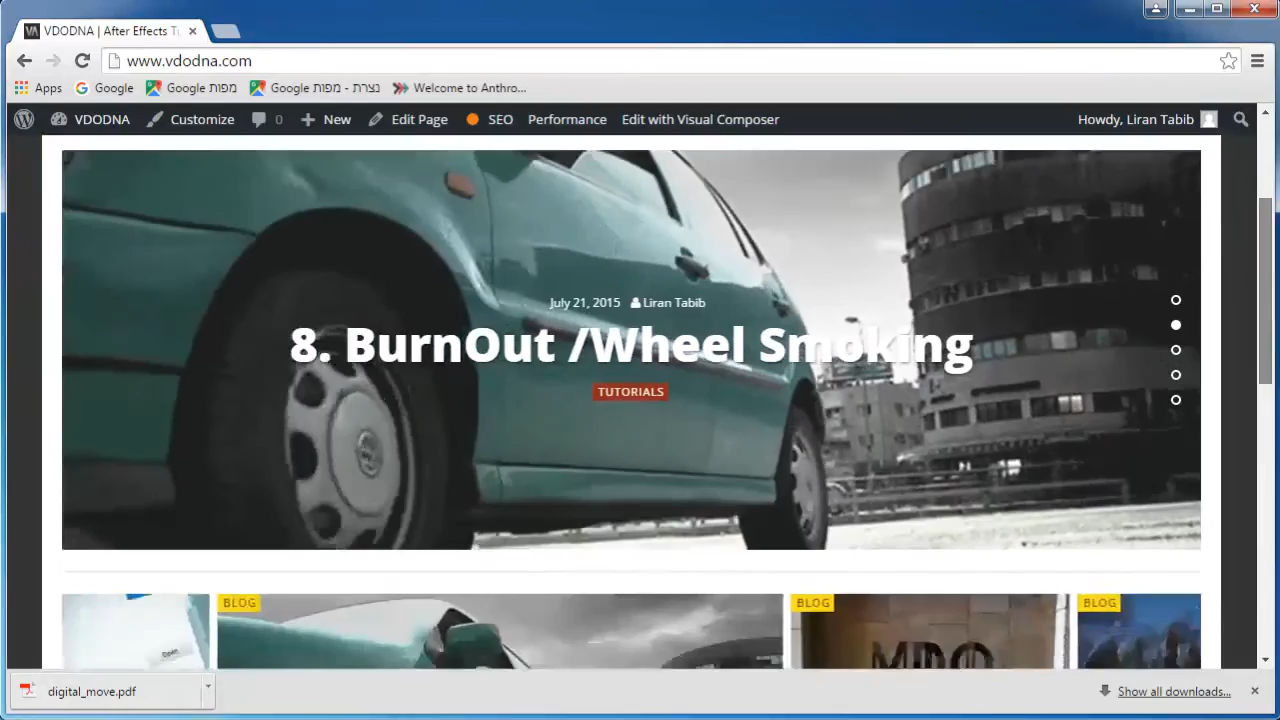 VDODNA | After Effects T
www.vdodna.com
Apps Google Google מפות Google נצרת - מפות Welcome to Anthro...
VDODNA Customize 0 New Edit Page SEO Performance Edit with Visual Composer Howdy, Liran Tabib
July 21, 2015 Liran Tabib
8. BurnOut /Wheel Smoking
TUTORIALS
BLOG BLOG BLOG
digital_move.pdf Show all downloads...